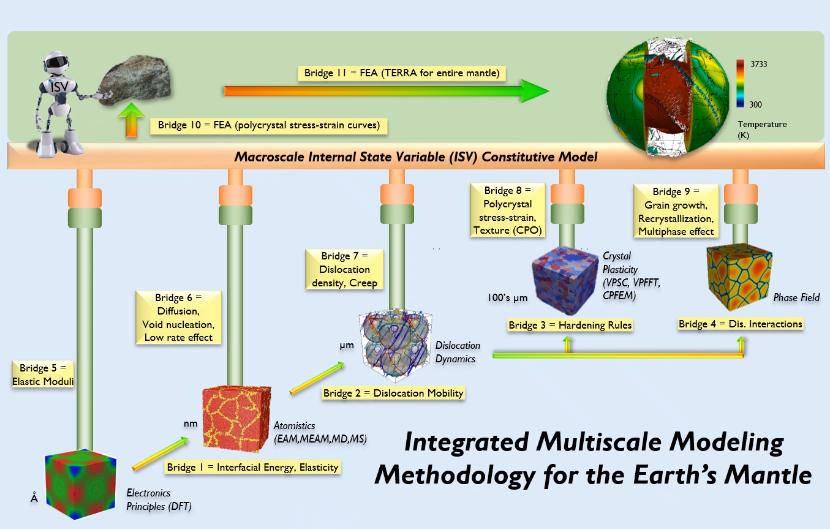 ISV
Bridge 11 = FEA (TERRA for entire mantle)
3733
300
Temperature
(K)
Bridge 10 = FEA (polycrystal stress-strain curves)
Macroscale Internal State Variable (ISV) Constitutive Model
Bridge 8 =
Polycrystal
stress-strain,
Texture (CPO)
Bridge 9 =
Grain growth,
Recrystallization,
Multiphase effect
Bridge 7 =
Dislocation
density, Creep
Crystal
Plasticity
(VPSC, VPFFT,
CPFEM)
100's μm
Phase Field
Bridge 6 =
Diffusion,
Void nucleation,
Low rate effect
Bridge 3 = Hardening Rules
Bridge 4 = Dis. Interactions
μm
Dislocation
Dynamics
Bridge 5 =
Elastic Moduli
Bridge 2 = Dislocation Mobility
nm
Atomistics
(EAM,MEAM,MD,MS)
Bridge 1 = Interfacial Energy, Elasticity
Å
Electronics
Principles (DFT)
Integrated Multiscale Modeling
Methodology for the Earth's Mantle